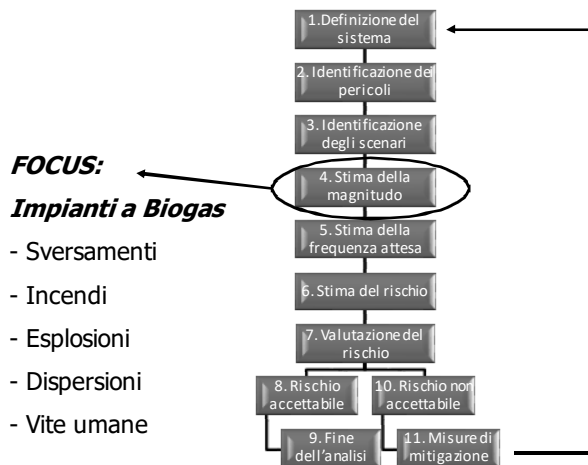 1.Definizione del
sistema
2. Identificazione dei
pericoli
3. Identificazione
degli scenari
FOCUS:
Impianti a Biogas
- Sversamenti
- Incendi
- Esplosioni
- Dispersioni
- Vite umane
4. Stima della
magnitudo
5. Stima della
frequenza attesa
6. Stima del rischio
7. Valutazione del
rischio
8. Rischio
accettabile
10. Rischio non
accettabile
9. Fine
dell'analisi
11. Misure di
mitigazione